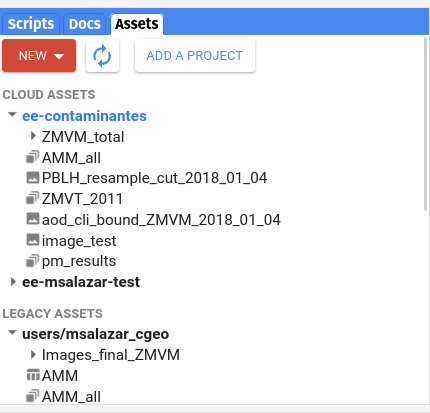 Scripts Docs Assets
NEW ADD A PROJECT
CLOUD ASSETS
ee-contaminantes
ZMVM_total
AMM_all
PBLH_resample_cut_2018_01_04
ZMVT_2011
aod_cli_bound_ZMVM_2018_01_04
image_test
pm_results
ee-msalazar-test
LEGACY ASSETS
users/msalazar_cgeo
Images_final_ZMVM
AMM
AMM_all